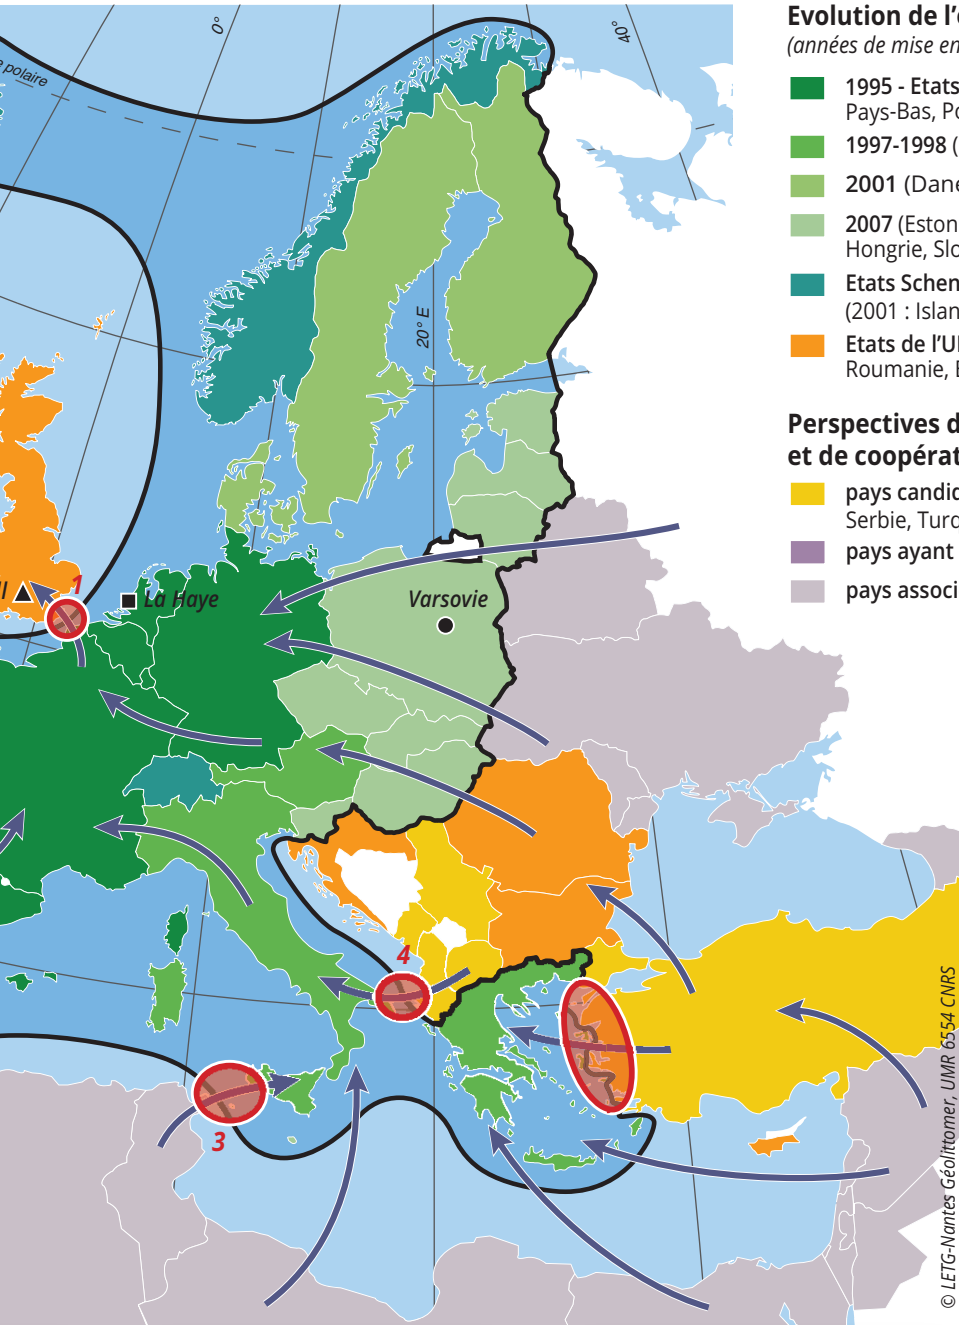 polaire
0°
40°
20° E
1
La Haye
Varsovie
4
3
Evolution de l'
(années de mise en
1995 - Etats
Pays-Bas, Po
1997-1998 (
2001 (Dane
2007 (Eston
Hongrie, Slo
Etats Schen
(2001 : Islan
Etats de l'U
Roumanie, B
Perspectives d
et de coopérat
pays candid
Serbie, Turq
pays ayant
pays associ
© LETG-Nantes Géolittomer, UMR 6554 CNRS